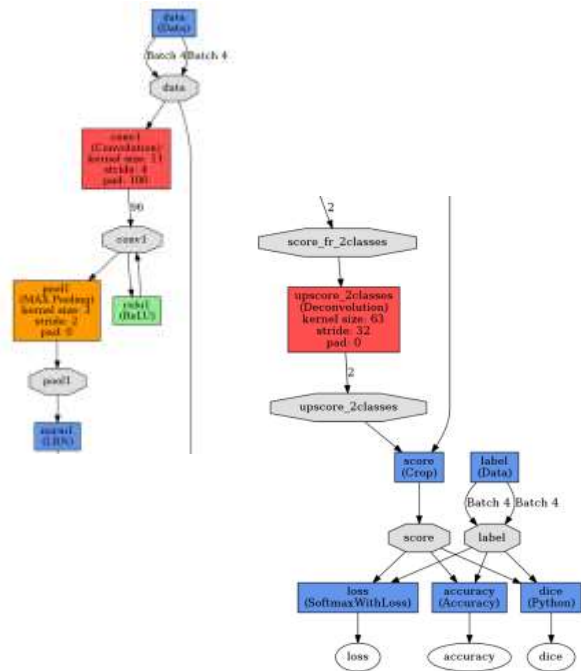 data
(Data)
Batch 4 Batch 4
data
conv1
(Convolution)
kernel size: 11
stride: 4
pad: 100
96
conv1
pool1
(MAX Pooling)
kernel size: 3
stride: 2
pad: 0
relu1
(ReLU)
pool1
norm1
(LRN)
2
score_fr_2classes
upscore_2classes
(Deconvolution)
kernel size: 63
stride: 32
pad: 0
2
upscore_2classes
score
(Crop)
label
(Data)
Batch 4 Batch 4
score
label
loss
(SoftmaxWithLoss)
accuracy
(Accuracy)
dice
(Python)
loss
accuracy
dice